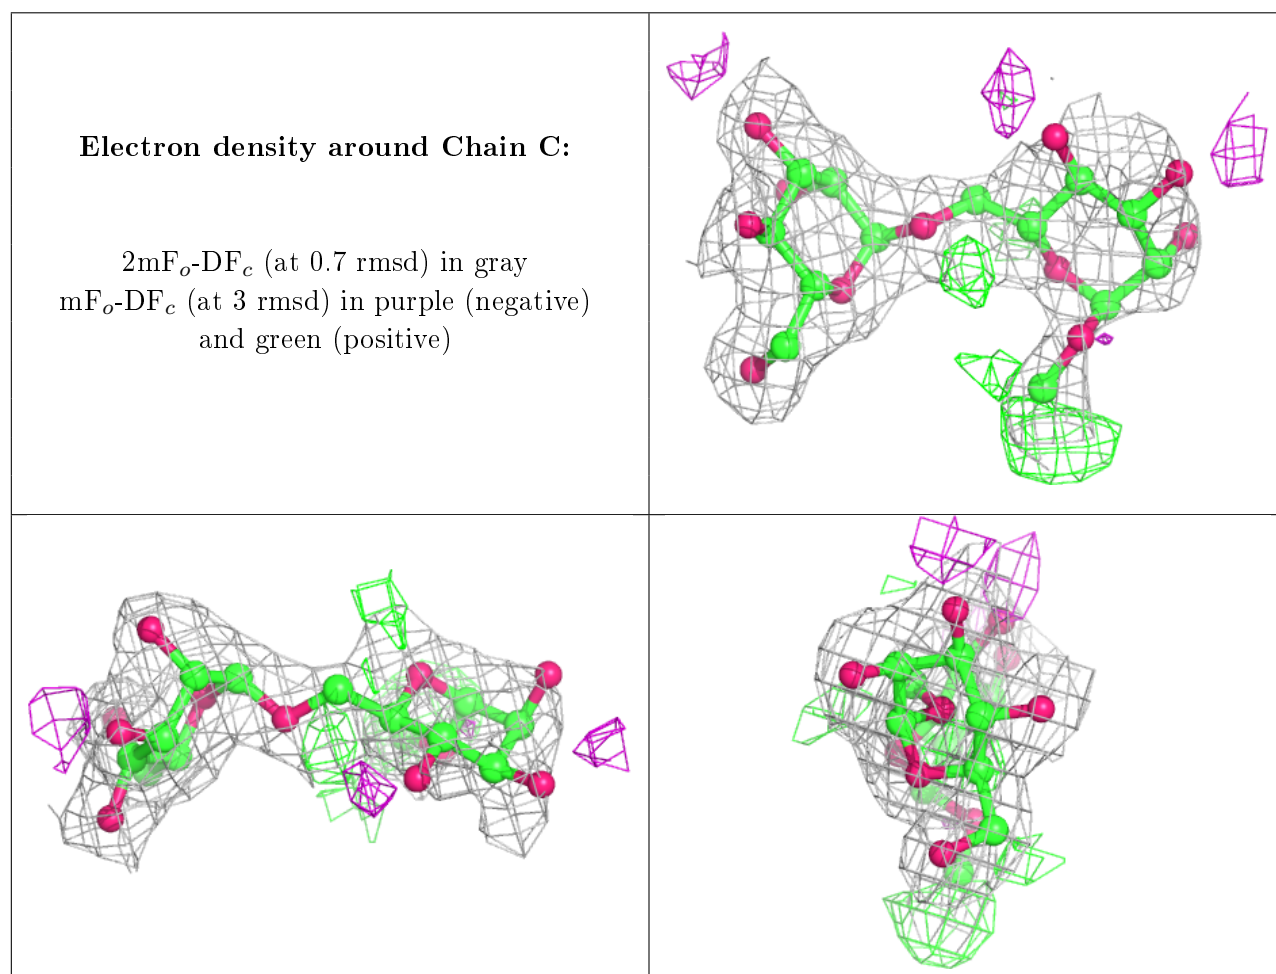 Electron density around Chain C:
2mFₒ-DF𝒸 (at 0.7 rmsd) in gray
mFₒ-DF𝒸 (at 3 rmsd) in purple (negative)
and green (positive)